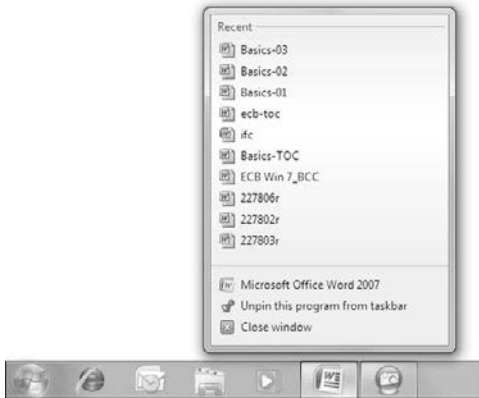 Recent
Basics-03
Basics-02
Basics-01
ecb-toc
ifc
Basics-TOC
ECB Win 7_BCC
227806r
227802r
227803r
Microsoft Office Word 2007
Unpin this program from taskbar
Close window